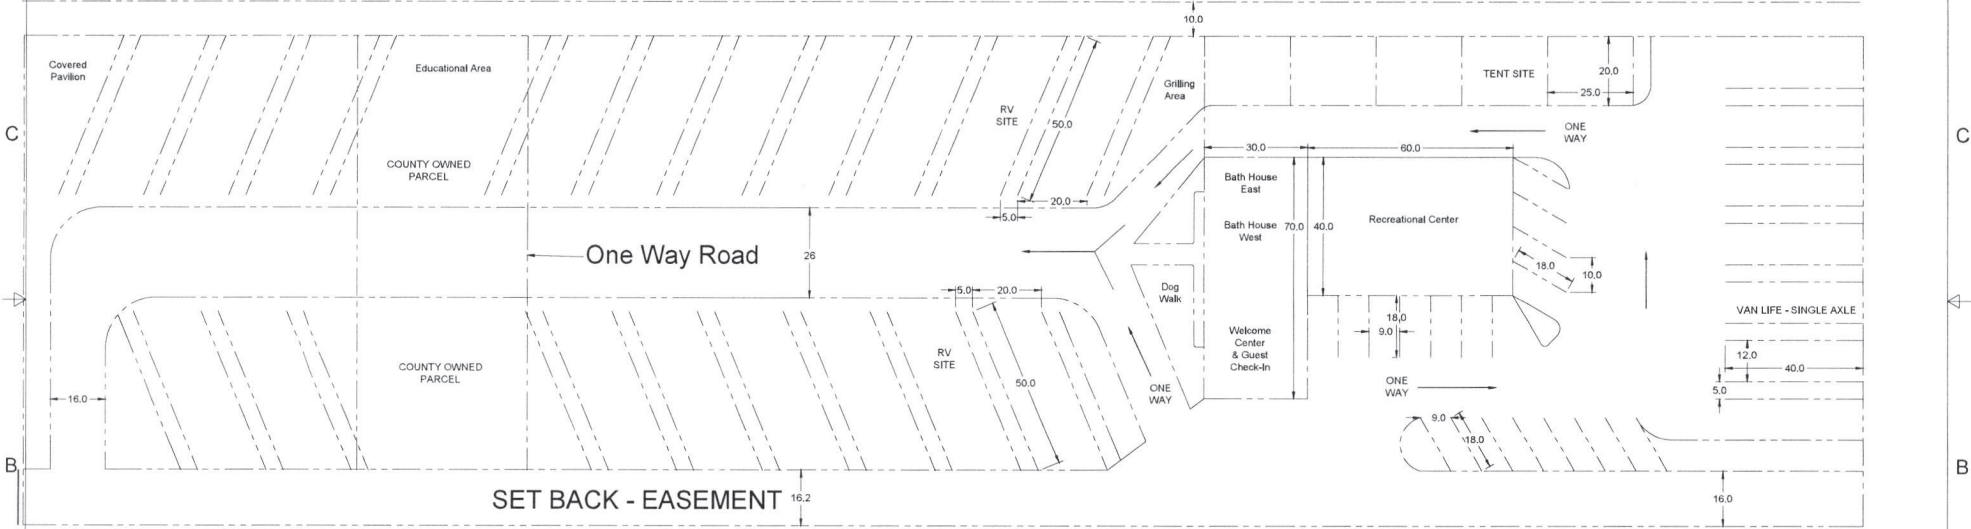 10.0
Covered
Pavilion
Educational Area
RV
SITE
50.0
Grilling
Area
TENT SITE
20.0
25.0
C
COUNTY OWNED
PARCEL
ONE
WAY
C
30.0
60.0
Bath House
East
20.0
5.0
Bath House
West
70.0
40.0
Recreational Center
One Way Road
26
18.0
10.0
5.0
20.0
Dog
Walk
VAN LIFE - SINGLE AXLE
18.0
9.0
Welcome
Center
& Guest
Check-In
COUNTY OWNED
PARCEL
RV
SITE
50.0
12.0
40.0
5.0
16.0
ONE
WAY
ONE
WAY
9.0
18.0
B
B
SET BACK - EASEMENT
16.2
16.0